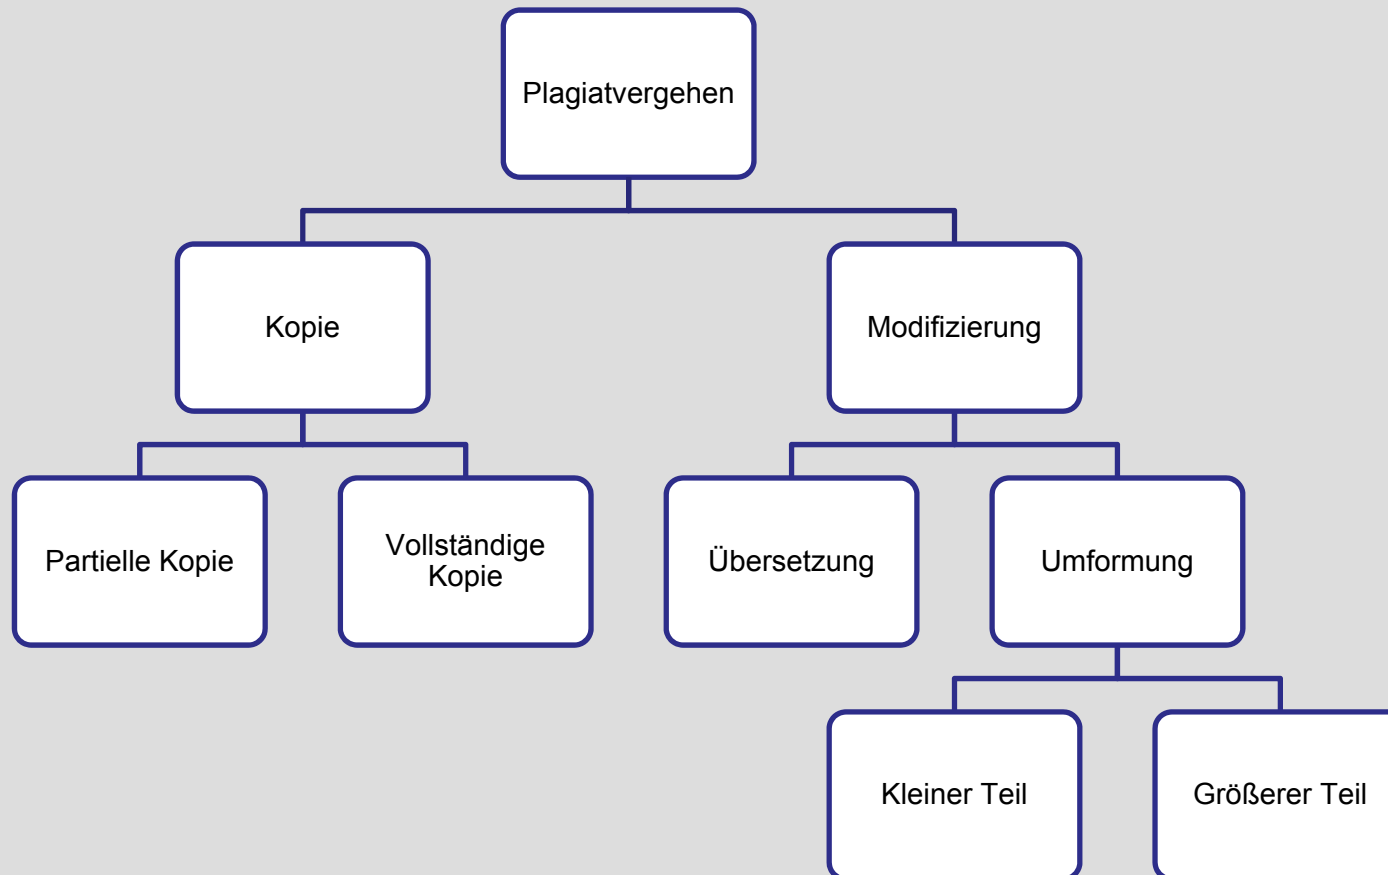 Plagiatvergehen
Kopie
Modifizierung
Partielle Kopie
Vollständige
Kopie
Übersetzung
Umformung
Kleiner Teil
Größerer Teil